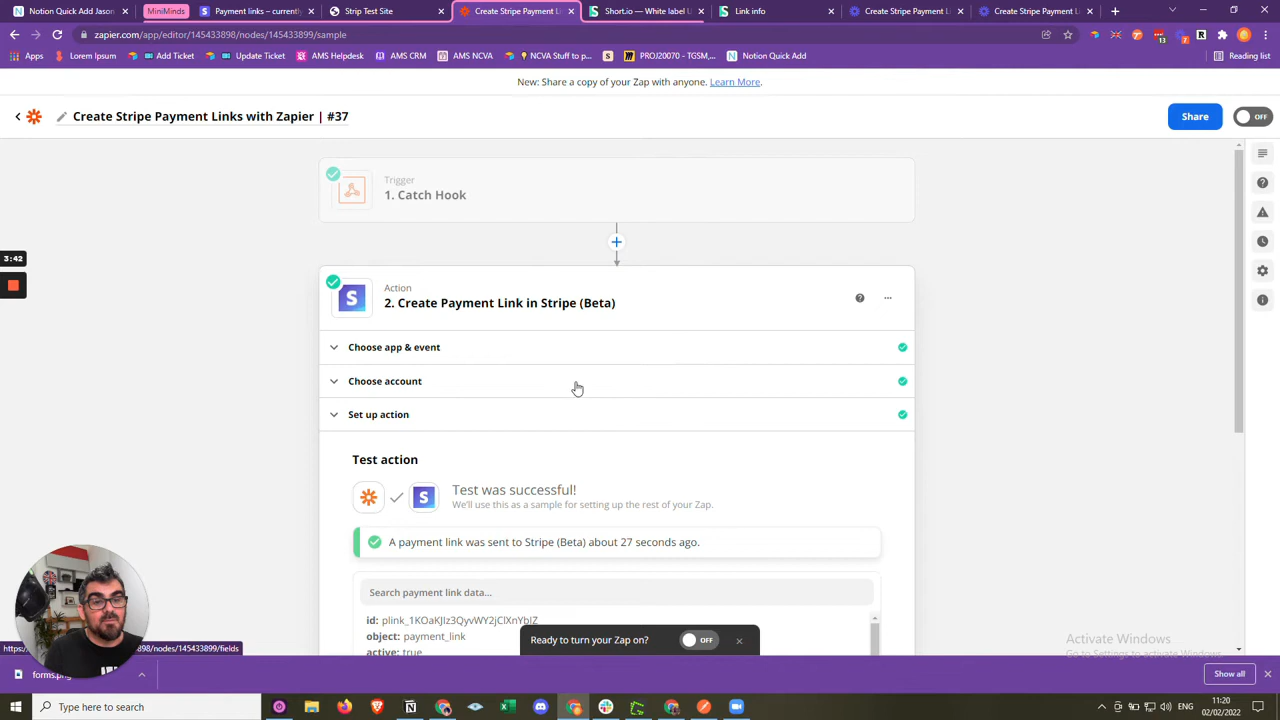 Notion Quick Add Jason
MiniMinds
Payment links – currently
Strip Test Site
Create Stripe Payment L
Short.io — White label U
Link info
Create Stripe Payment L
Create Stripe Payment L
zapier.com/app/editor/145433898/nodes/145433899/sample
Apps
Lorem Ipsum
Add Ticket
Update Ticket
AMS Helpdesk
AMS CRM
AMS NCVA
NCVA Stuff to p...
PROJ20070 - TGSM,...
Notion Quick Add
Reading list
New: Share a copy of your Zap with anyone. Learn More.
Create Stripe Payment Links with Zapier | #37
Share
OFF
Trigger
1. Catch Hook
3:42
Action
2. Create Payment Link in Stripe (Beta)
Choose app & event
Choose account
Set up action
Test action
Test was successful!
We'll use this as a sample for setting up the rest of your Zap.
A payment link was sent to Stripe (Beta) about 27 seconds ago.
Search payment link data...
id: plink_1KOaKJIz3QyvWY2jClXnYbIZ
object: payment_link
active: true
Ready to turn your Zap on?
OFF
Activate Windows
Go to Settings to activate Windows.
https:
898/nodes/145433899/fields
forms.png
Show all
Type here to search
ENG
11:20
02/02/2022